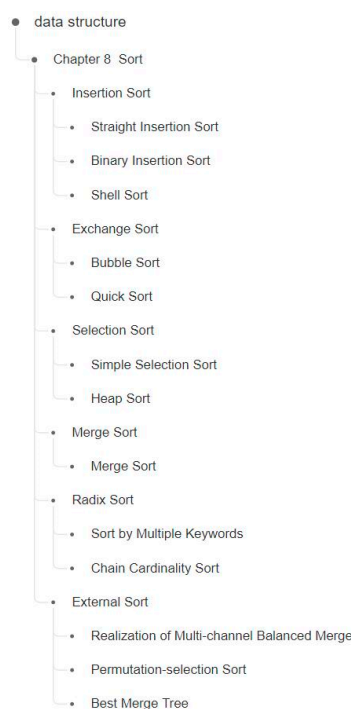 data structure
Chapter 8 Sort
Insertion Sort
Straight Insertion Sort
Binary Insertion Sort
Shell Sort
Exchange Sort
Bubble Sort
Quick Sort
Selection Sort
Simple Selection Sort
Heap Sort
Merge Sort
Merge Sort
Radix Sort
Sort by Multiple Keywords
Chain Cardinality Sort
External Sort
Realization of Multi-channel Balanced Merge
Permutation-selection Sort
Best Merge Tree